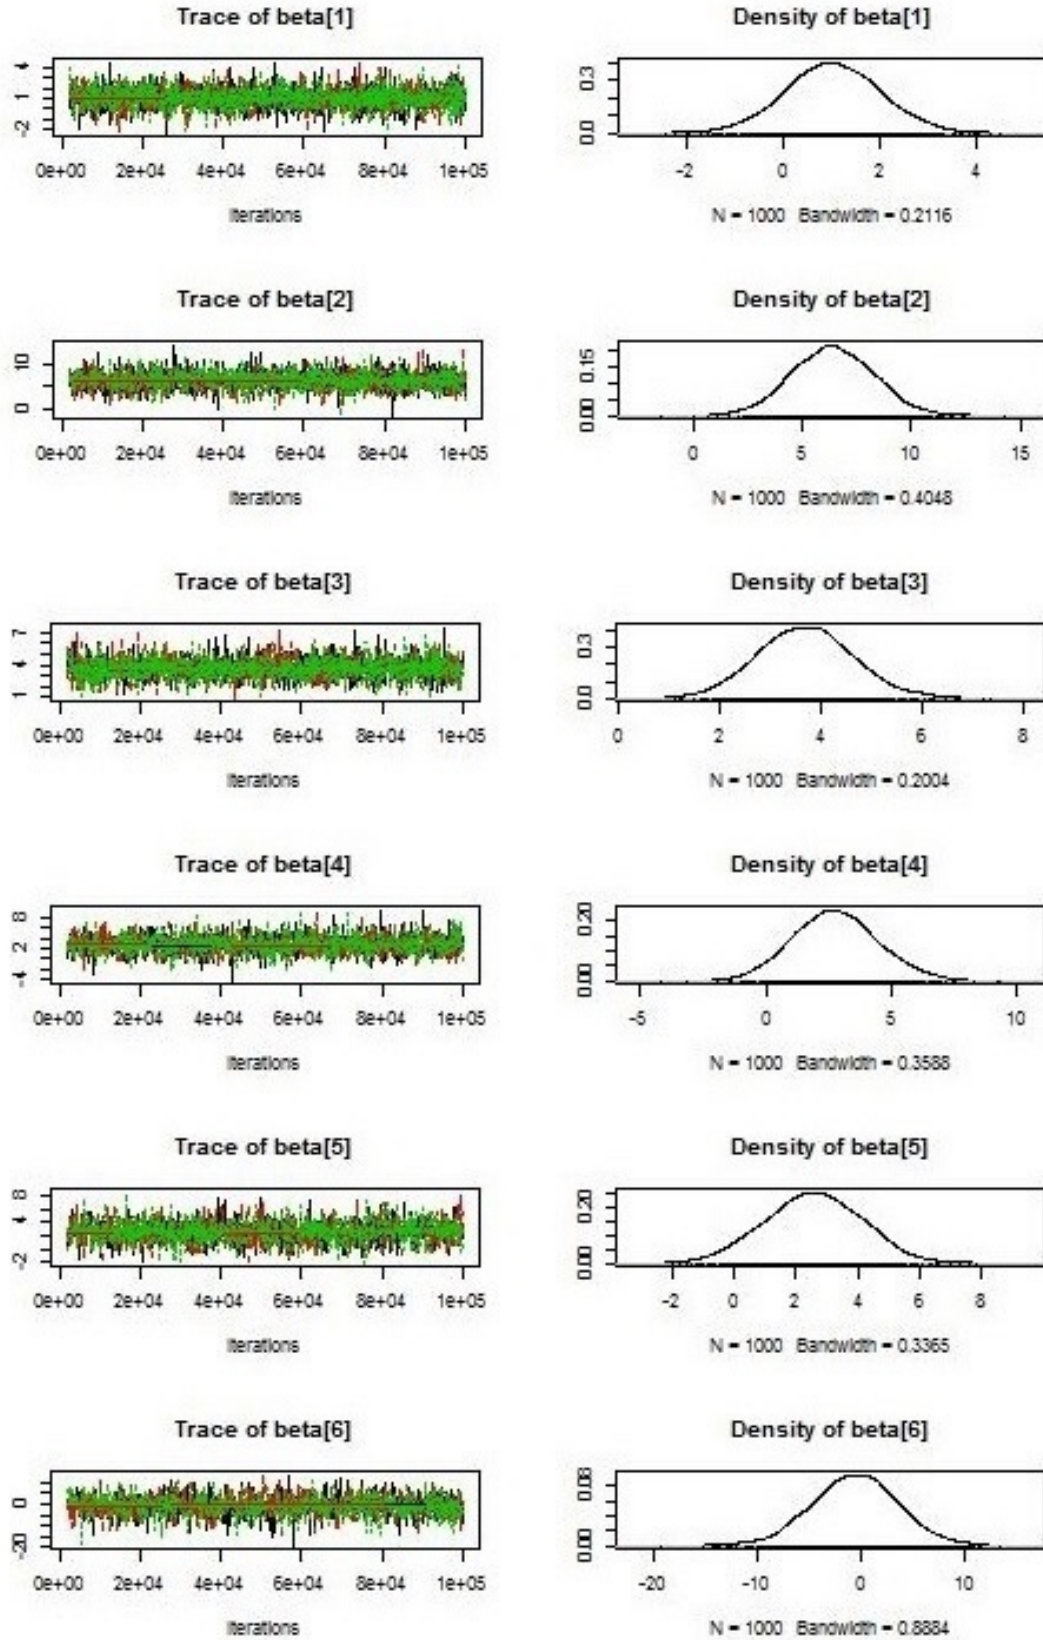 Trace of beta[1]
Density of beta[1]
4
1
-2
0e+00 2e+04 4e+04 6e+04 8e+04 1e+05
Iterations
0.3
0.0
-2 0 2 4
N = 1000 Bandwidth = 0.2116
Trace of beta[2]
Density of beta[2]
10
0
0e+00 2e+04 4e+04 6e+04 8e+04 1e+05
Iterations
0.15
0.00
0 5 10 15
N = 1000 Bandwidth = 0.4048
Trace of beta[3]
Density of beta[3]
7
4
1
0e+00 2e+04 4e+04 6e+04 8e+04 1e+05
Iterations
0.3
0.0
0 2 4 6 8
N = 1000 Bandwidth = 0.2004
Trace of beta[4]
Density of beta[4]
8
2
-4
0e+00 2e+04 4e+04 6e+04 8e+04 1e+05
Iterations
0.20
0.00
-5 0 5 10
N = 1000 Bandwidth = 0.3588
Trace of beta[5]
Density of beta[5]
8
4
-2
0e+00 2e+04 4e+04 6e+04 8e+04 1e+05
Iterations
0.20
0.00
-2 0 2 4 6 8
N = 1000 Bandwidth = 0.3365
Trace of beta[6]
Density of beta[6]
0
-20
0e+00 2e+04 4e+04 6e+04 8e+04 1e+05
Iterations
0.08
0.00
-20 -10 0 10
N = 1000 Bandwidth = 0.8884